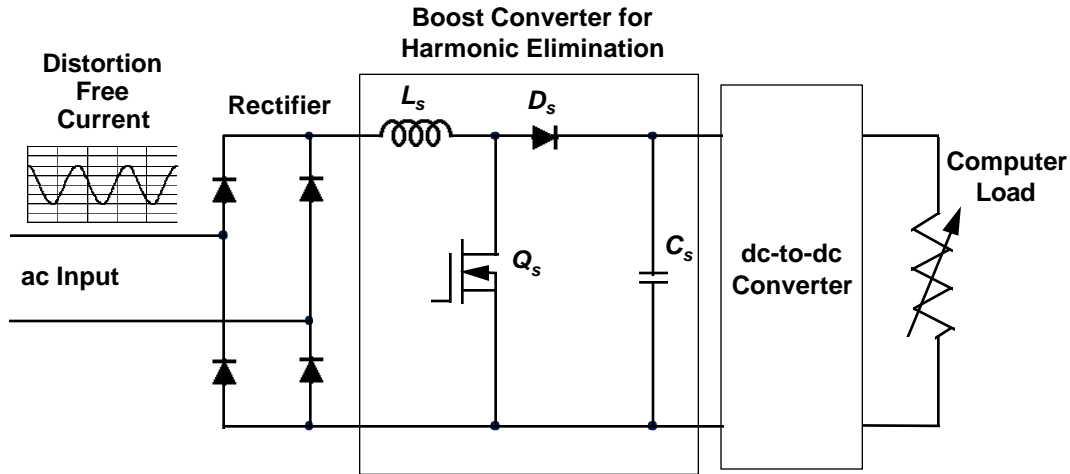 Boost Converter for
Harmonic Elimination
Distortion
Free
Current
Rectifier
Ls
Ds
Computer
Load
ac Input
Qs
Cs
dc-to-dc
Converter